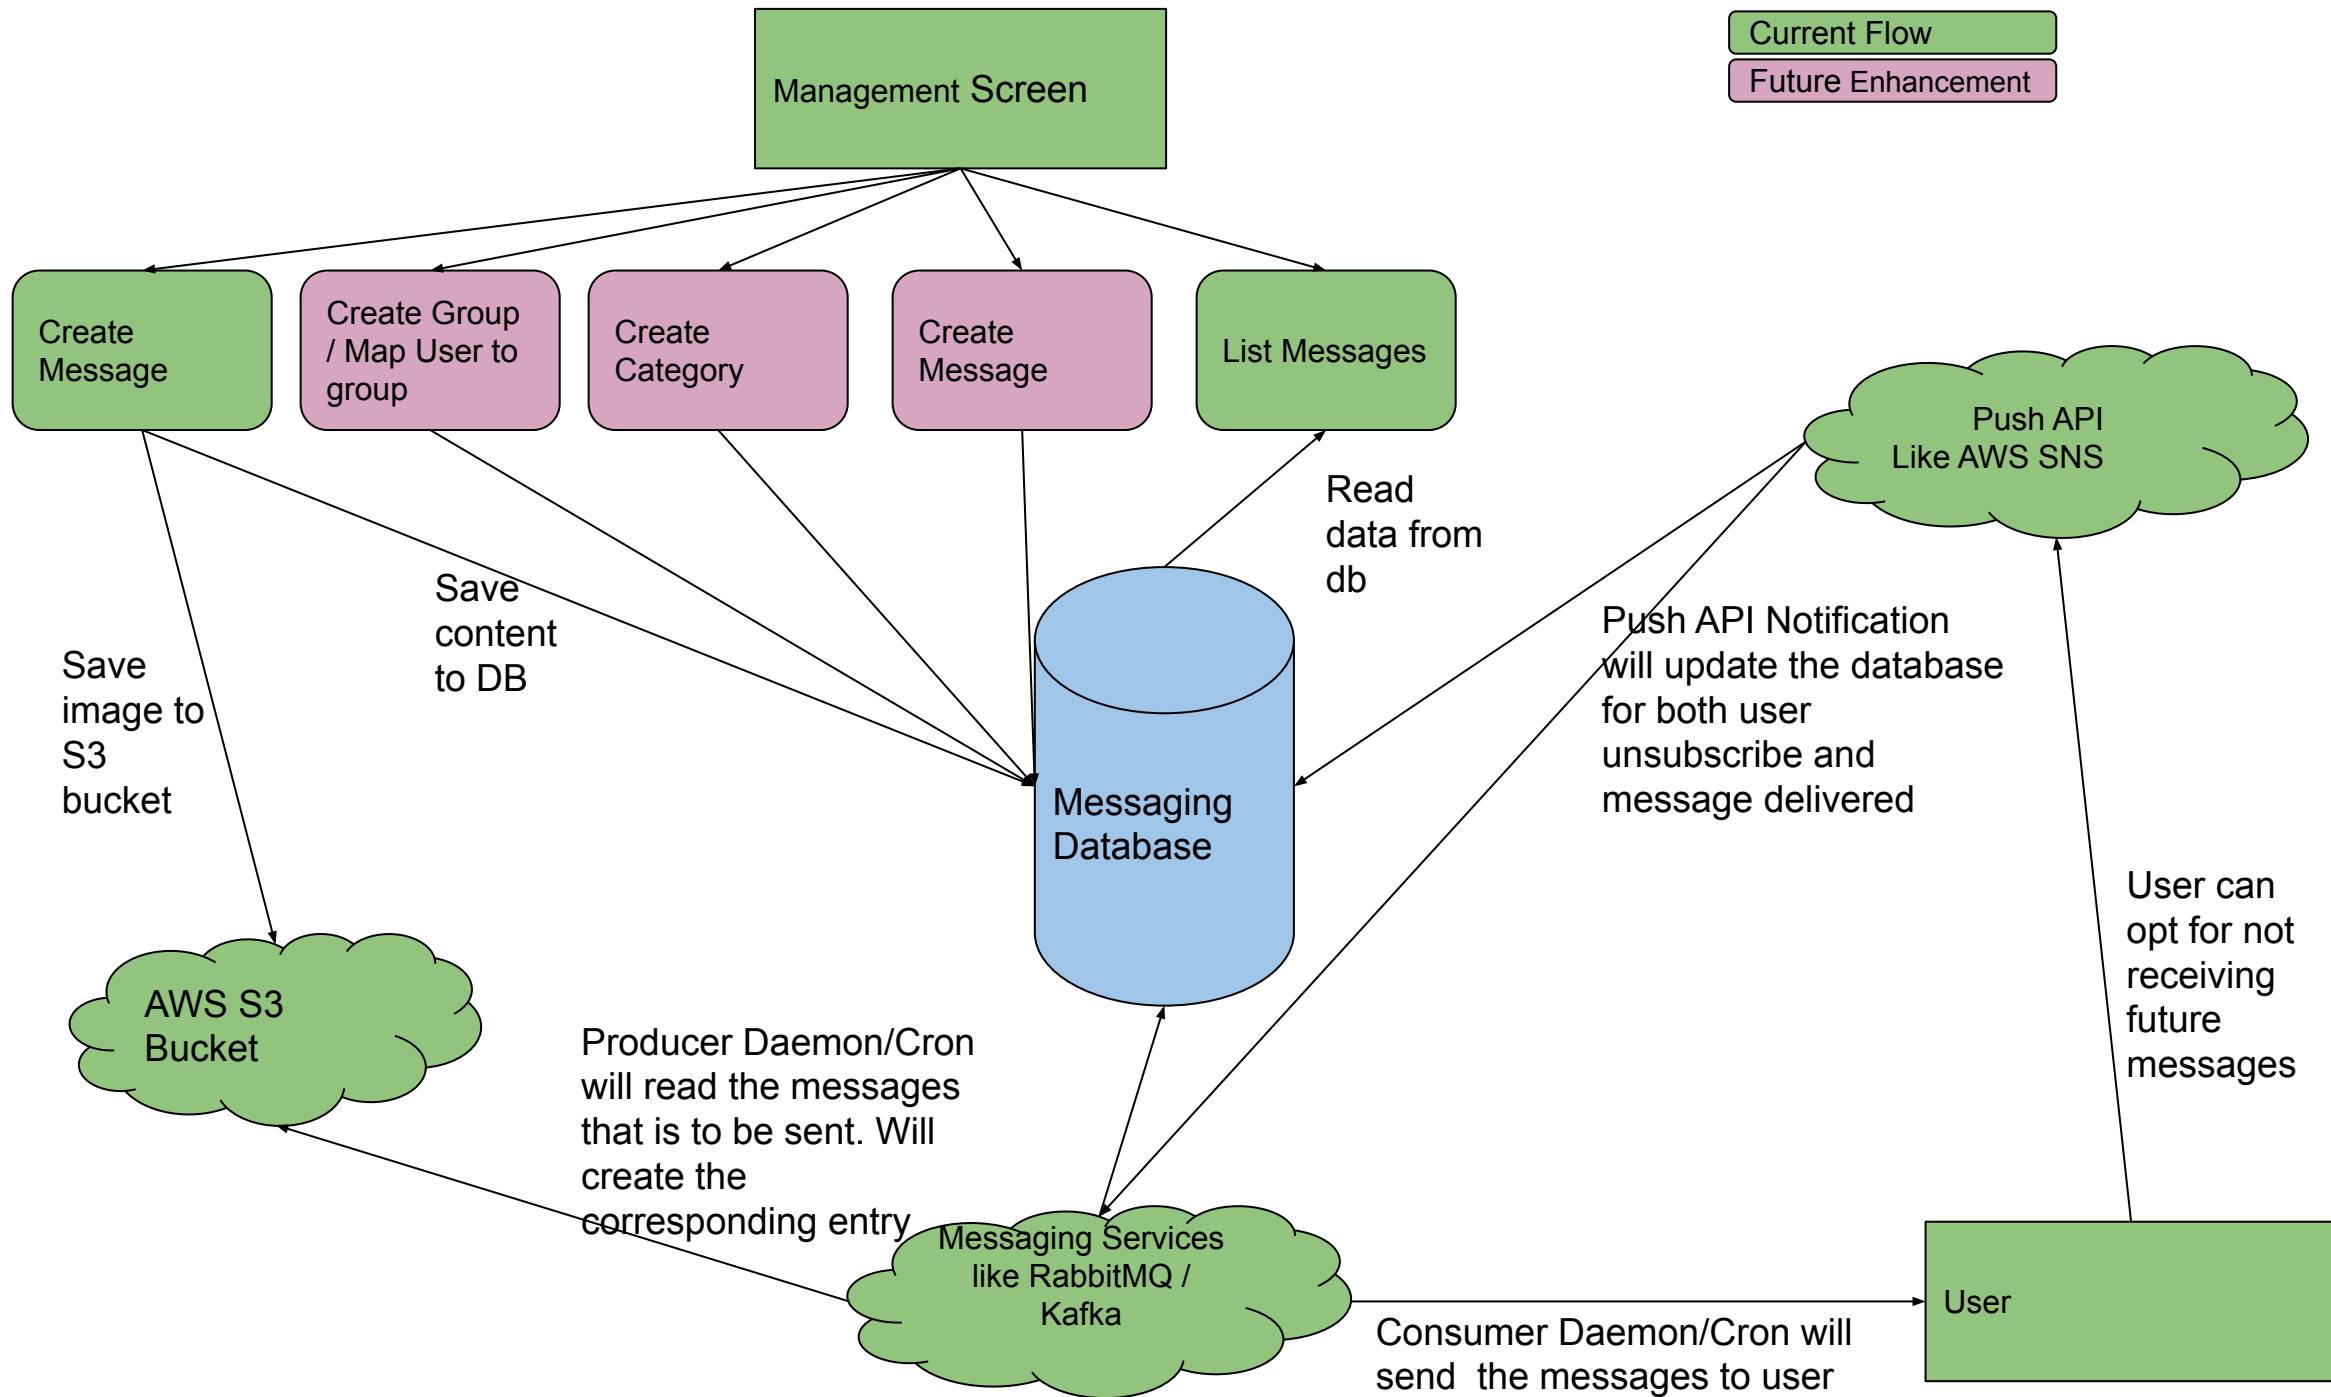 Management Screen
Current Flow
Future Enhancement
Create
Message
Create Group
/ Map User to
group
Create
Category
Create
Message
List Messages
Push API
Like AWS SNS
Read
data from
db
Save
content
to DB
Save
image to
S3
bucket
Push API Notification
will update the database
for both user
unsubscribe and
message delivered
Messaging
Database
User can
opt for not
receiving
future
messages
AWS S3
Bucket
Producer Daemon/Cron
will read the messages
that is to be sent. Will
create the
corresponding entry
Messaging Services
like RabbitMQ /
Kafka
User
Consumer Daemon/Cron will
send the messages to user